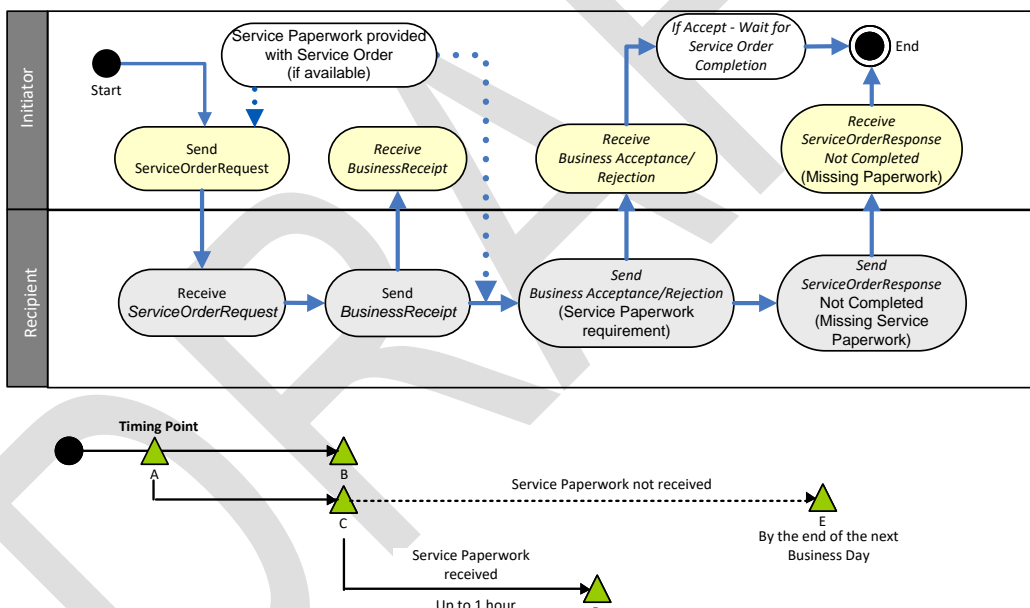 Initiator
Start
Service Paperwork provided
with Service Order
(if available)
If Accept - Wait for
Service Order
Completion
End
Send
ServiceOrderRequest
Receive
BusinessReceipt
Receive
Business Acceptance/
Rejection
Receive
ServiceOrderResponse
Not Completed
(Missing Paperwork)
Recipient
Receive
ServiceOrderRequest
Send
BusinessReceipt
Send
Business Acceptance/Rejection
(Service Paperwork
requirement)
Send
ServiceOrderResponse
Not Completed
(Missing Service
Paperwork)
Timing Point
A
B
C
Service Paperwork not received
E
By the end of the next
Business Day
Service Paperwork
received
Up to 1 hour